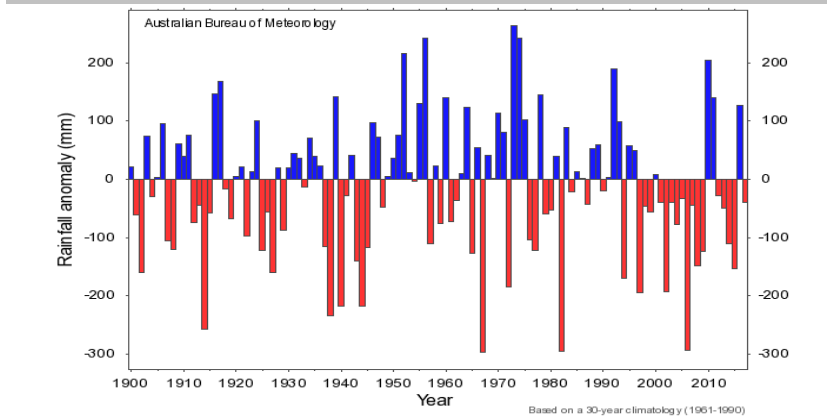 Australian Bureau of Meteorology
200 200
100 100
0 0
-100 -100
-200 -200
-300 -300
Rainfall anomaly (mm)
1900 1910 1920 1930 1940 1950 1960 1970 1980 1990 2000 2010
Year
Based on a 30-year climatology (1961-1990)